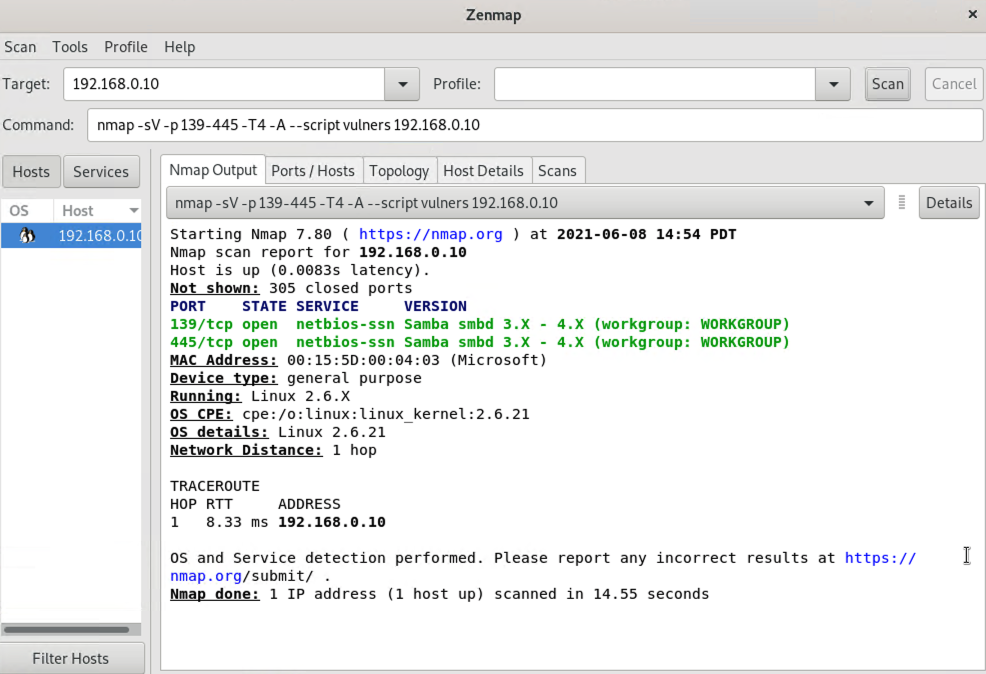 Zenmap ×
Scan Tools Profile Help
Target: 192.168.0.10 Profile: Scan Cancel
Command: nmap -sV -p 139-445 -T4 -A --script vulners 192.168.0.10
Hosts Services Nmap Output Ports / Hosts Topology Host Details Scans
OS Host nmap -sV -p 139-445 -T4 -A --script vulners 192.168.0.10 Details
192.168.0.10
Starting Nmap 7.80 ( https://nmap.org ) at 2021-06-08 14:54 PDT
Nmap scan report for 192.168.0.10
Host is up (0.0083s latency).
Not shown: 305 closed ports
PORT    STATE SERVICE     VERSION
139/tcp open  netbios-ssn Samba smbd 3.X - 4.X (workgroup: WORKGROUP)
445/tcp open  netbios-ssn Samba smbd 3.X - 4.X (workgroup: WORKGROUP)
MAC Address: 00:15:5D:00:04:03 (Microsoft)
Device type: general purpose
Running: Linux 2.6.X
OS CPE: cpe:/o:linux:linux_kernel:2.6.21
OS details: Linux 2.6.21
Network Distance: 1 hop
TRACEROUTE
HOP RTT     ADDRESS
1   8.33 ms 192.168.0.10
OS and Service detection performed. Please report any incorrect results at https://
nmap.org/submit/ .
Nmap done: 1 IP address (1 host up) scanned in 14.55 seconds
Filter Hosts